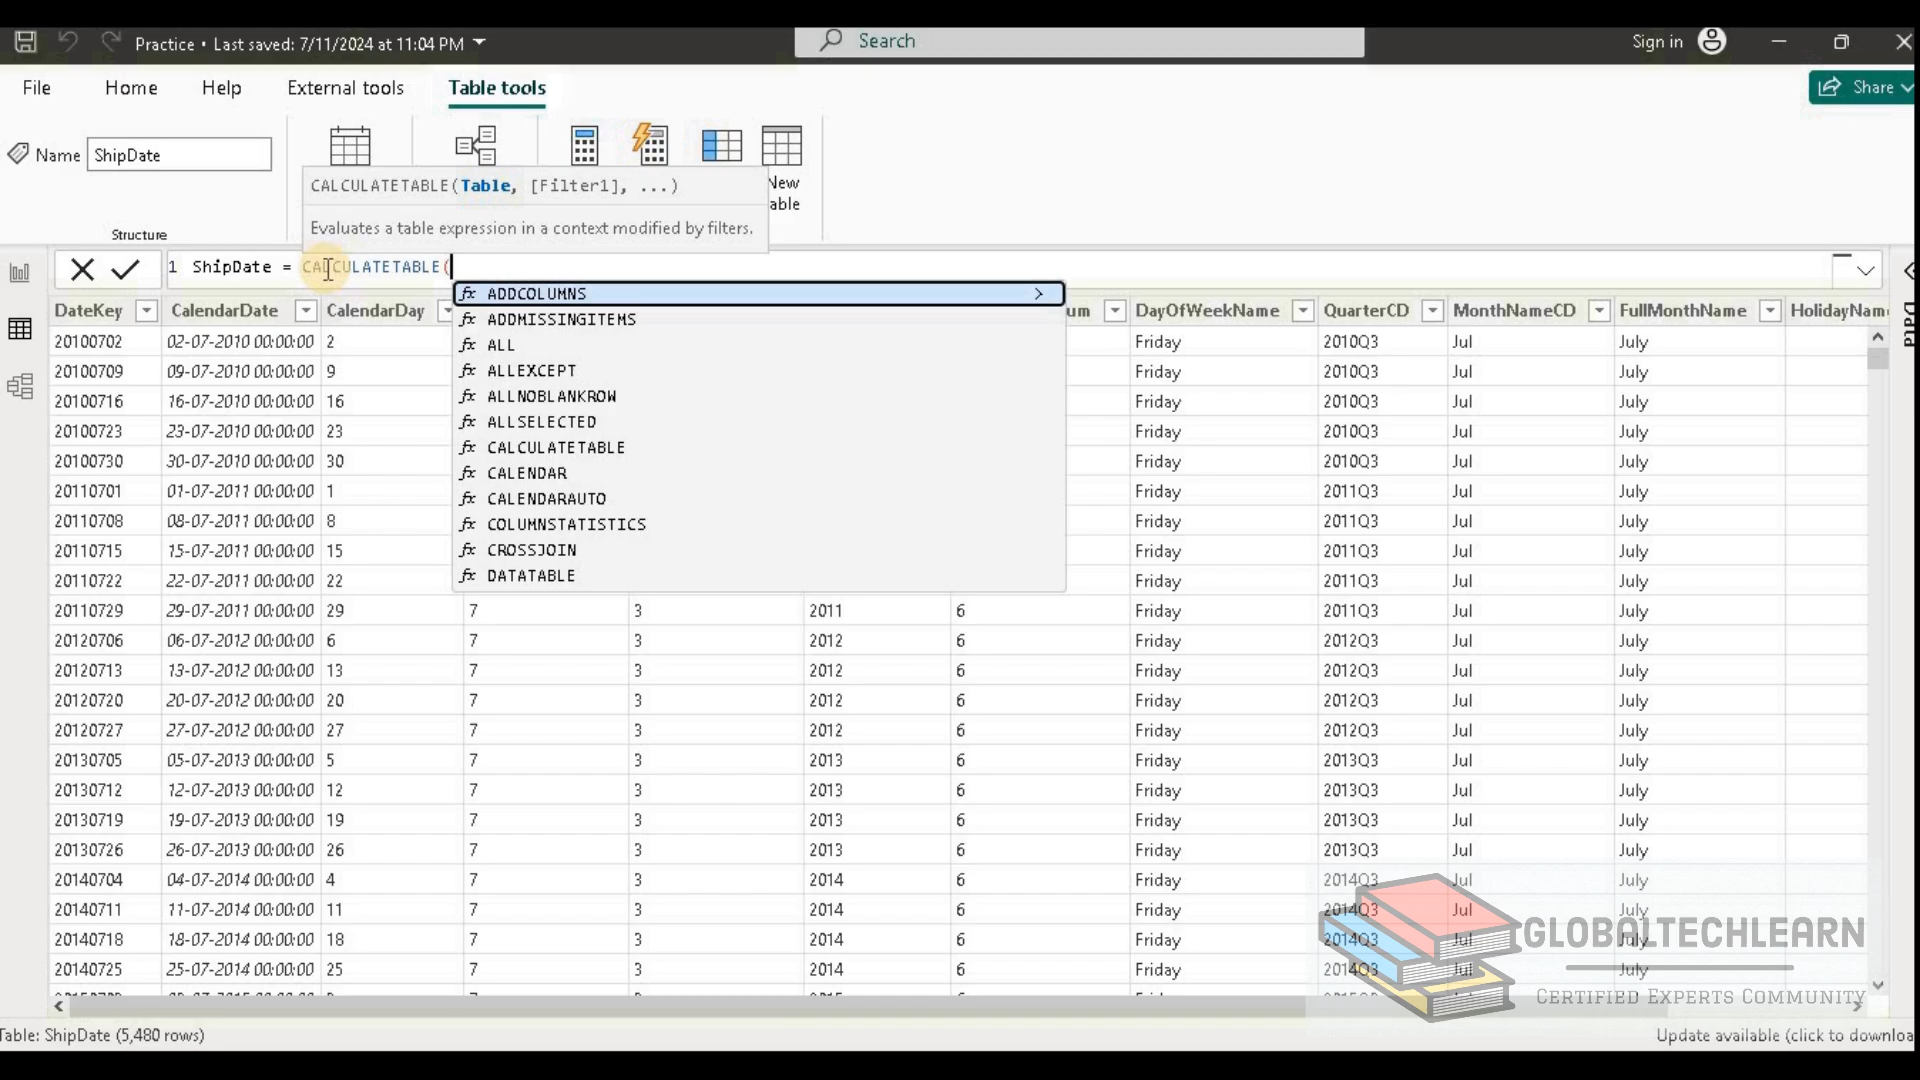 Practice • Last saved: 7/11/2024 at 11:04 PM
Search
Sign in
File Home Help External tools Table tools
Share
Name ShipDate
CALCULATETABLE(Table, [Filter1], ...)
Evaluates a table expression in a context modified by filters.
New
able
Structure
1 ShipDate = CALCULATETABLE(
ADDCOLUMNS
ADDMISSINGITEMS
ALL
ALLEXCEPT
ALLNOBLANKROW
ALLSELECTED
CALCULATETABLE
CALENDAR
CALENDARAUTO
COLUMNSTATISTICS
CROSSJOIN
DATATABLE
DateKey CalendarDate CalendarDay um DayOfWeekName QuarterCD MonthNameCD FullMonthName HolidayName
20100702 02-07-2010 00:00:00 2 Friday 2010Q3 Jul July
20100709 09-07-2010 00:00:00 9 Friday 2010Q3 Jul July
20100716 16-07-2010 00:00:00 16 Friday 2010Q3 Jul July
20100723 23-07-2010 00:00:00 23 Friday 2010Q3 Jul July
20100730 30-07-2010 00:00:00 30 Friday 2010Q3 Jul July
20110701 01-07-2011 00:00:00 1 Friday 2011Q3 Jul July
20110708 08-07-2011 00:00:00 8 Friday 2011Q3 Jul July
20110715 15-07-2011 00:00:00 15 Friday 2011Q3 Jul July
20110722 22-07-2011 00:00:00 22 Friday 2011Q3 Jul July
20110729 29-07-2011 00:00:00 29 7 3 2011 6 Friday 2011Q3 Jul July
20120706 06-07-2012 00:00:00 6 7 3 2012 6 Friday 2012Q3 Jul July
20120713 13-07-2012 00:00:00 13 7 3 2012 6 Friday 2012Q3 Jul July
20120720 20-07-2012 00:00:00 20 7 3 2012 6 Friday 2012Q3 Jul July
20120727 27-07-2012 00:00:00 27 7 3 2012 6 Friday 2012Q3 Jul July
20130705 05-07-2013 00:00:00 5 7 3 2013 6 Friday 2013Q3 Jul July
20130712 12-07-2013 00:00:00 12 7 3 2013 6 Friday 2013Q3 Jul July
20130719 19-07-2013 00:00:00 19 7 3 2013 6 Friday 2013Q3 Jul July
20130726 26-07-2013 00:00:00 26 7 3 2013 6 Friday 2013Q3 Jul July
20140704 04-07-2014 00:00:00 4 7 3 2014 6 Friday 2014Q3 Jul July
20140711 11-07-2014 00:00:00 11 7 3 2014 6 Friday 2014Q3 Jul July
20140718 18-07-2014 00:00:00 18 7 3 2014 6 Friday 2014Q3 Jul July
20140725 25-07-2014 00:00:00 25 7 3 2014 6 Friday 2014Q3 Jul July
GLOBALTECHLEARN
CERTIFIED EXPERTS COMMUNITY
Table: ShipDate (5,480 rows)
Update available (click to downloa